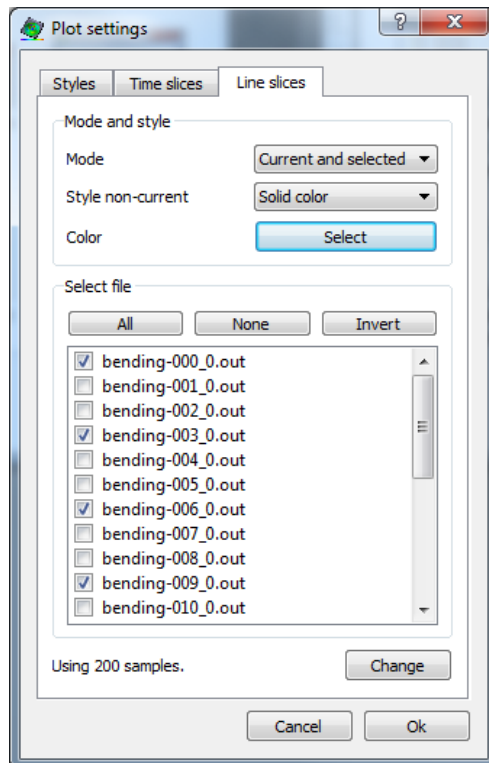 Plot settings
Styles
Time slices
Line slices
Mode and style
Mode
Current and selected
Style non-current
Solid color
Color
Select
Select file
All
None
Invert
bending-000_0.out
bending-001_0.out
bending-002_0.out
bending-003_0.out
bending-004_0.out
bending-005_0.out
bending-006_0.out
bending-007_0.out
bending-008_0.out
bending-009_0.out
bending-010_0.out
Using 200 samples.
Change
Cancel
Ok